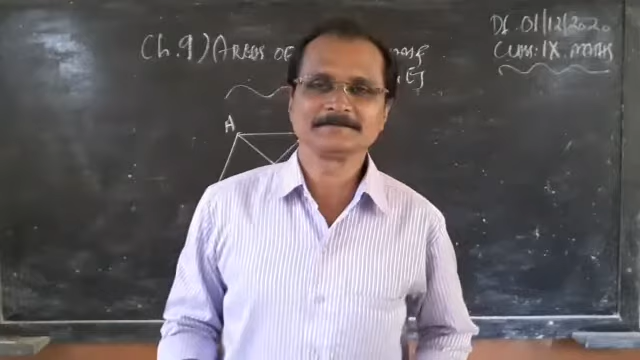 Dt. 01/12/2020
Class: IX. Maths
Ch. 9) Areas of
A